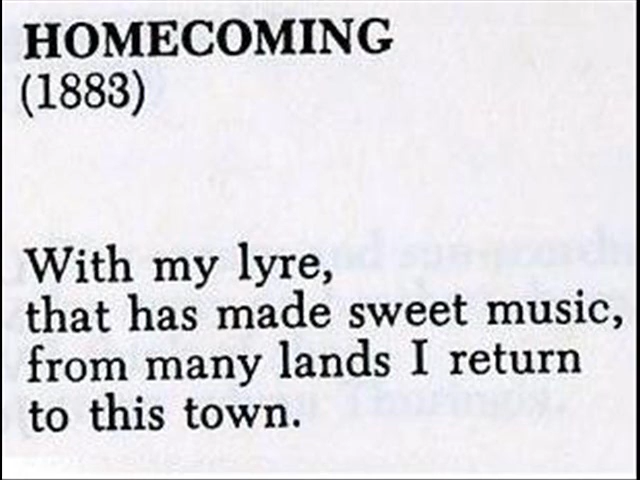 HOMECOMING
(1883)
With my lyre,
that has made sweet music,
from many lands I return
to this town.